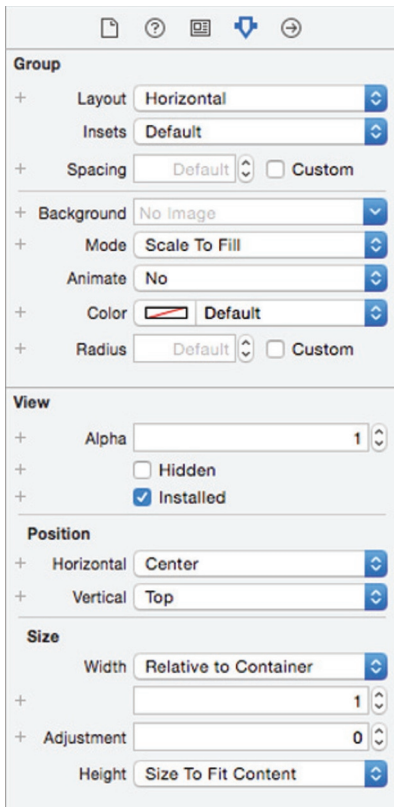 Group
+ Layout Horizontal
Insets Default
+ Spacing Default Custom
+ Background No Image
+ Mode Scale To Fill
Animate No
+ Color Default
+ Radius Default Custom
View
+ Alpha 1
+ Hidden
+ Installed
Position
+ Horizontal Center
+ Vertical Top
Size
Width Relative to Container
+ 1
+ Adjustment 0
Height Size To Fit Content